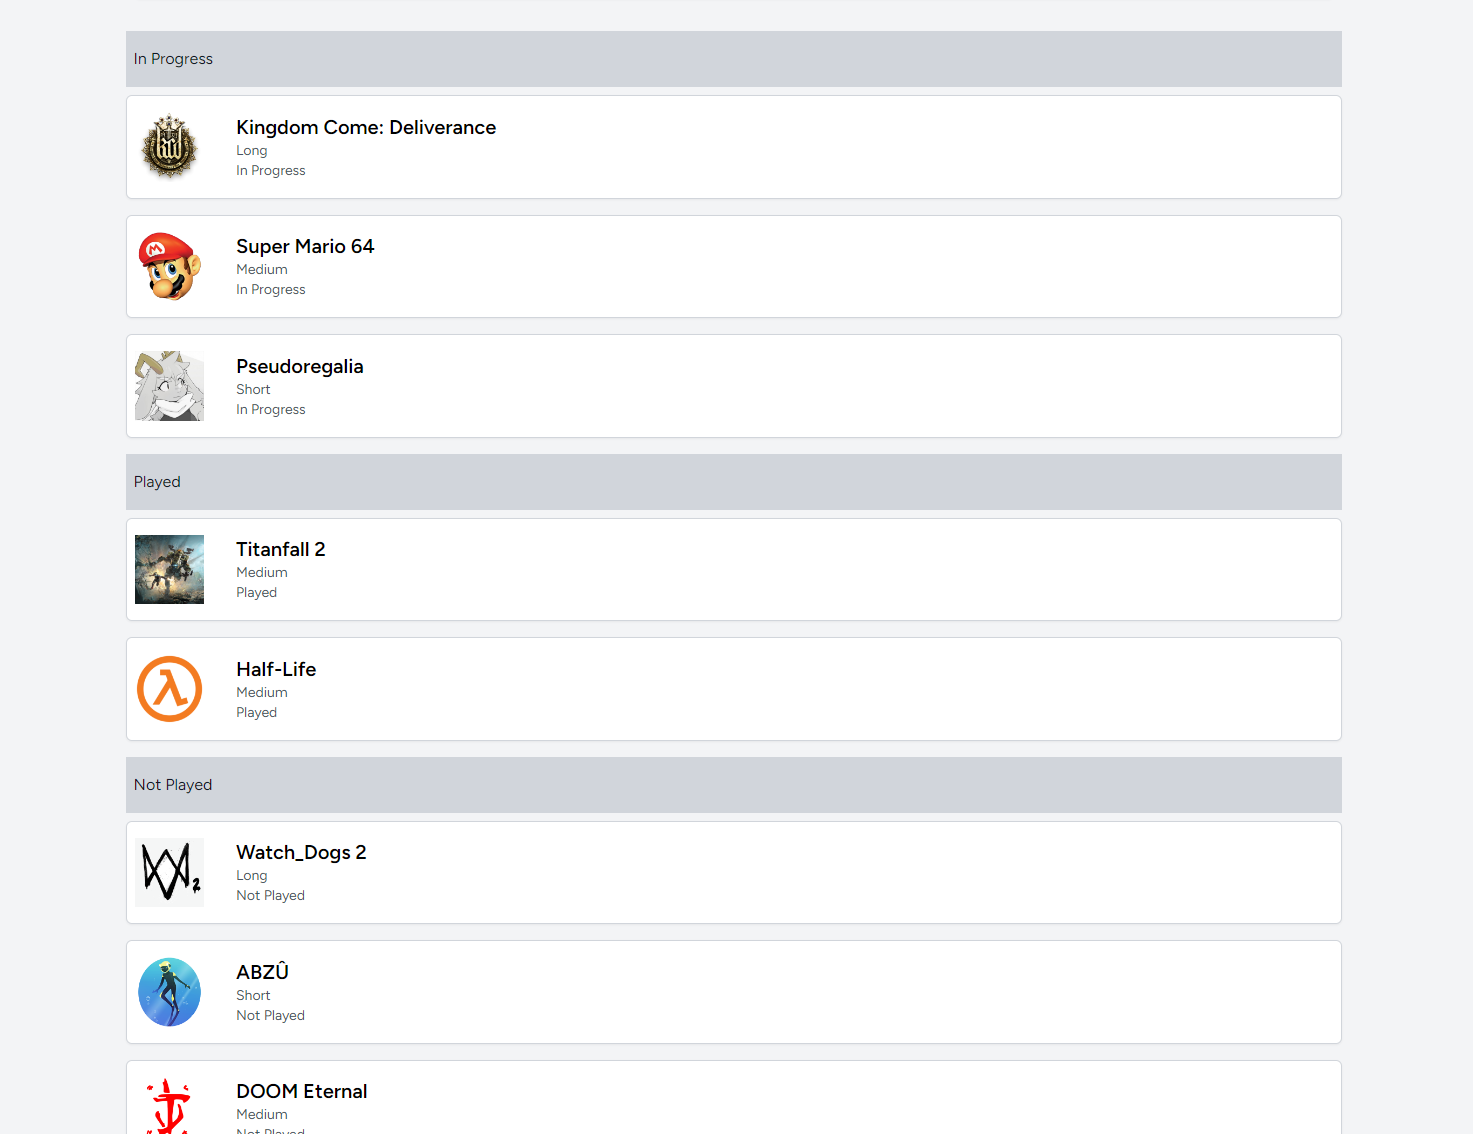 In Progress
Kingdom Come: Deliverance
Long
In Progress
Super Mario 64
Medium
In Progress
Pseudoregalia
Short
In Progress
Played
Titanfall 2
Medium
Played
Half-Life
Medium
Played
Not Played
Watch_Dogs 2
Long
Not Played
ABZÛ
Short
Not Played
DOOM Eternal
Medium
Not Played